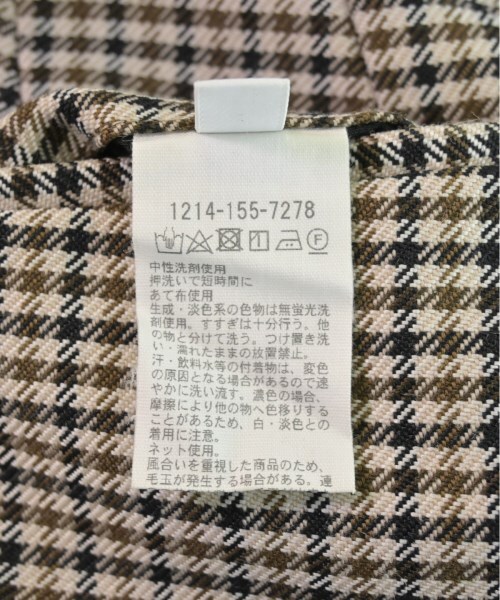 1214-155-7278
F
中性洗剤使用
押洗いで短時間に
あて布使用
生成・淡色系の色物は無蛍光洗
剤使用。すすぎは十分行う。他
の物と分けて洗う。つけ置き洗
い・濡れたままの放置禁止。
汗・飲料水等の付着物は、変色
の原因となる場合があるので速
やかに洗い流す。濃色の場合、
摩擦により他の物へ色移りする
ことがあるため、白・淡色との
着用に注意。
ネット使用。
風合いを重視した商品のため、
毛玉が発生する場合がある。連